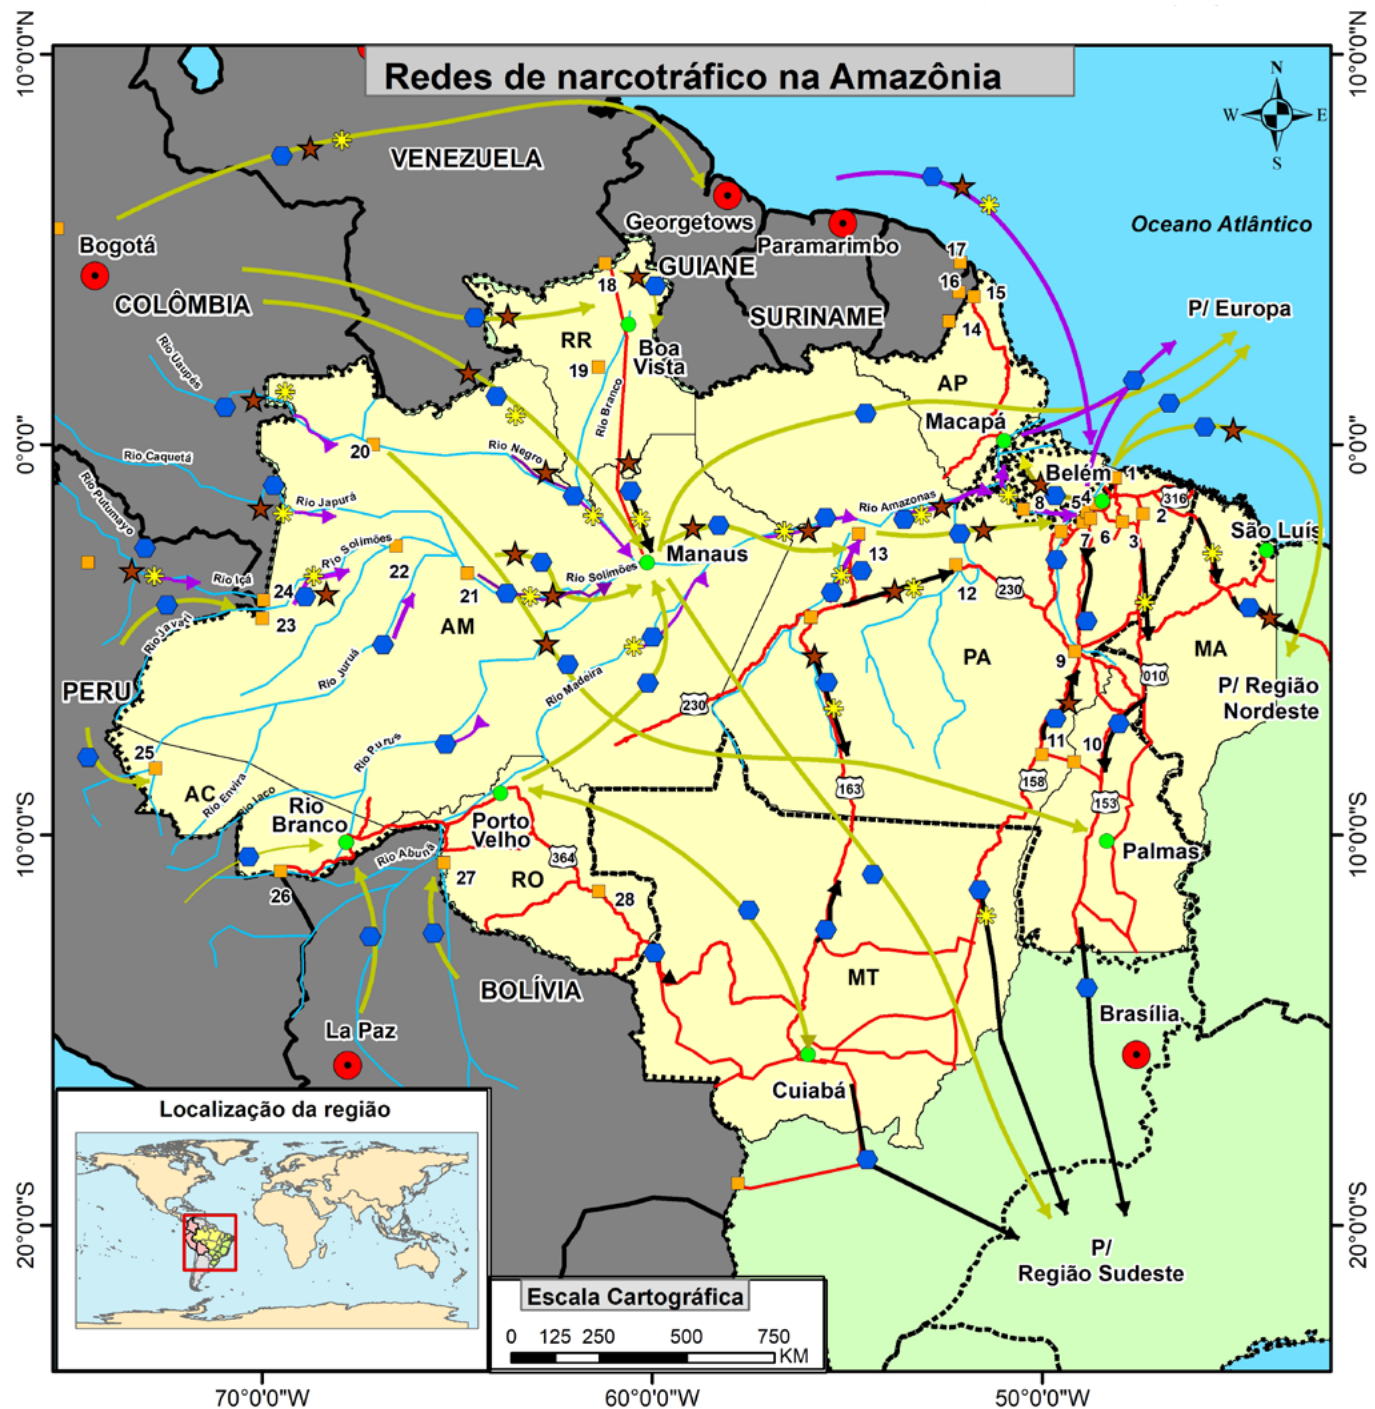 Redes de narcotráfico na Amazônia
10°0'0"N
10°0'0"N
N
W
E
S
VENEZUELA
Georgetows
Paramarimbo
Oceano Atlântico
Bogotá
COLÔMBIA
GUIANE
SURINAME
17
16
15
14
18
P/ Europa
RR
Boa
Vista
19
Rio Uaupés
Rio Branco
AP
Macapá
0°0'0"
0°0'0"
20
Rio Negro
Rio Caquetá
Rio Putumayo
Rio Japurá
Rio Amazonas
Belém
1
4
5
8
316
2
6
7
3
São Luís
Manaus
13
Rio Solimões
22
Rio Solimões
Rio Içá
24
21
23
12
230
Rio Javari
AM
PA
MA
9
010
Rio Juruá
Rio Madeira
230
PERU
P/ Região
Nordeste
25
Rio Purus
11
10
163
158
153
AC
Rio Envira
Rio Iaco
Rio
Branco
Porto
Velho
Rio Abunã
364
Palmas
10°0'0"S
10°0'0"S
26
27
RO
28
BOLÍVIA
MT
La Paz
Brasília
Cuiabá
Localização da região
P/
Região Sudeste
20°0'0"S
20°0'0"S
Escala Cartográfica
0 125 250 500 750
KM
70°0'0"W
60°0'0"W
50°0'0"W